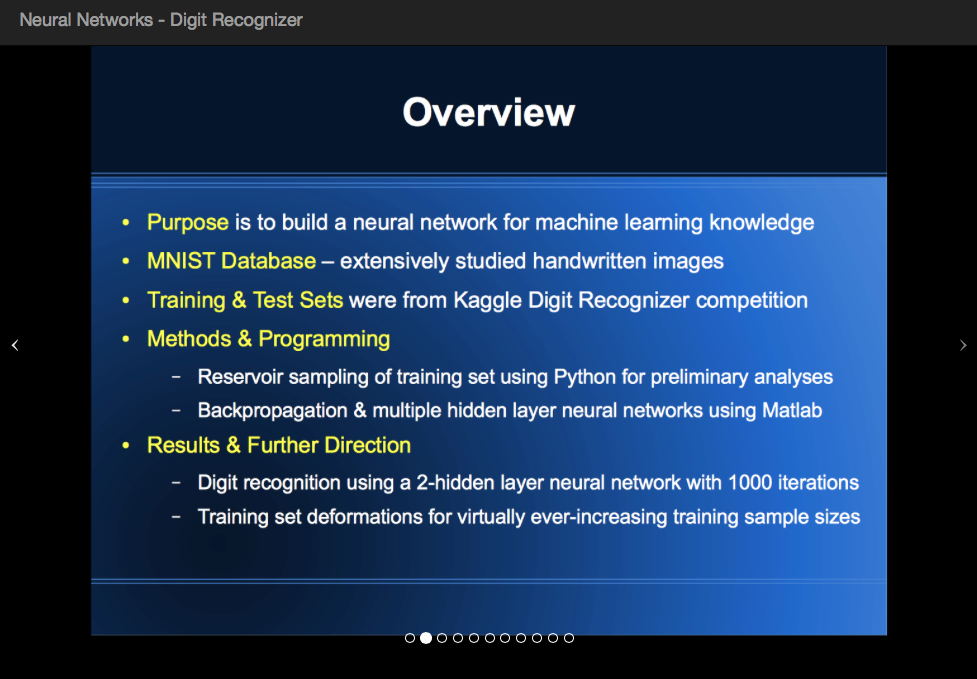 Neural Networks - Digit Recognizer
Overview
• Purpose is to build a neural network for machine learning knowledge
• MNIST Database – extensively studied handwritten images
• Training & Test Sets were from Kaggle Digit Recognizer competition
• Methods & Programming
– Reservoir sampling of training set using Python for preliminary analyses
– Backpropagation & multiple hidden layer neural networks using Matlab
• Results & Further Direction
– Digit recognition using a 2-hidden layer neural network with 1000 iterations
– Training set deformations for virtually ever-increasing training sample sizes